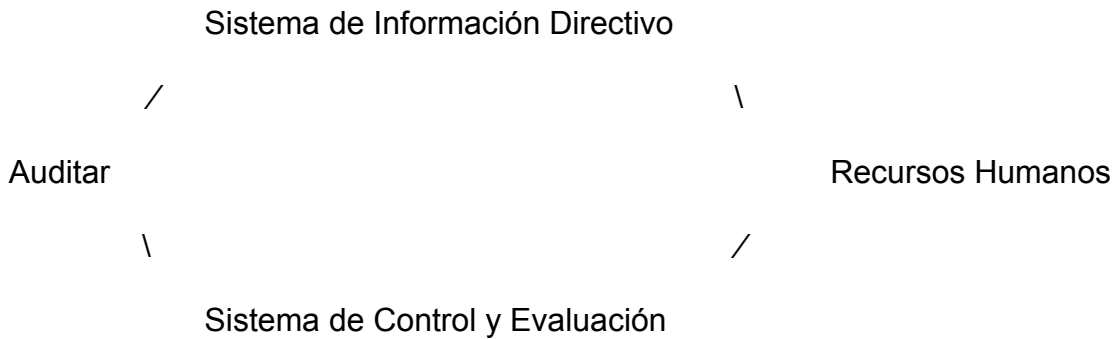 Sistema de Información Directivo
/ \
Auditar Recursos Humanos
\ /
Sistema de Control y Evaluación